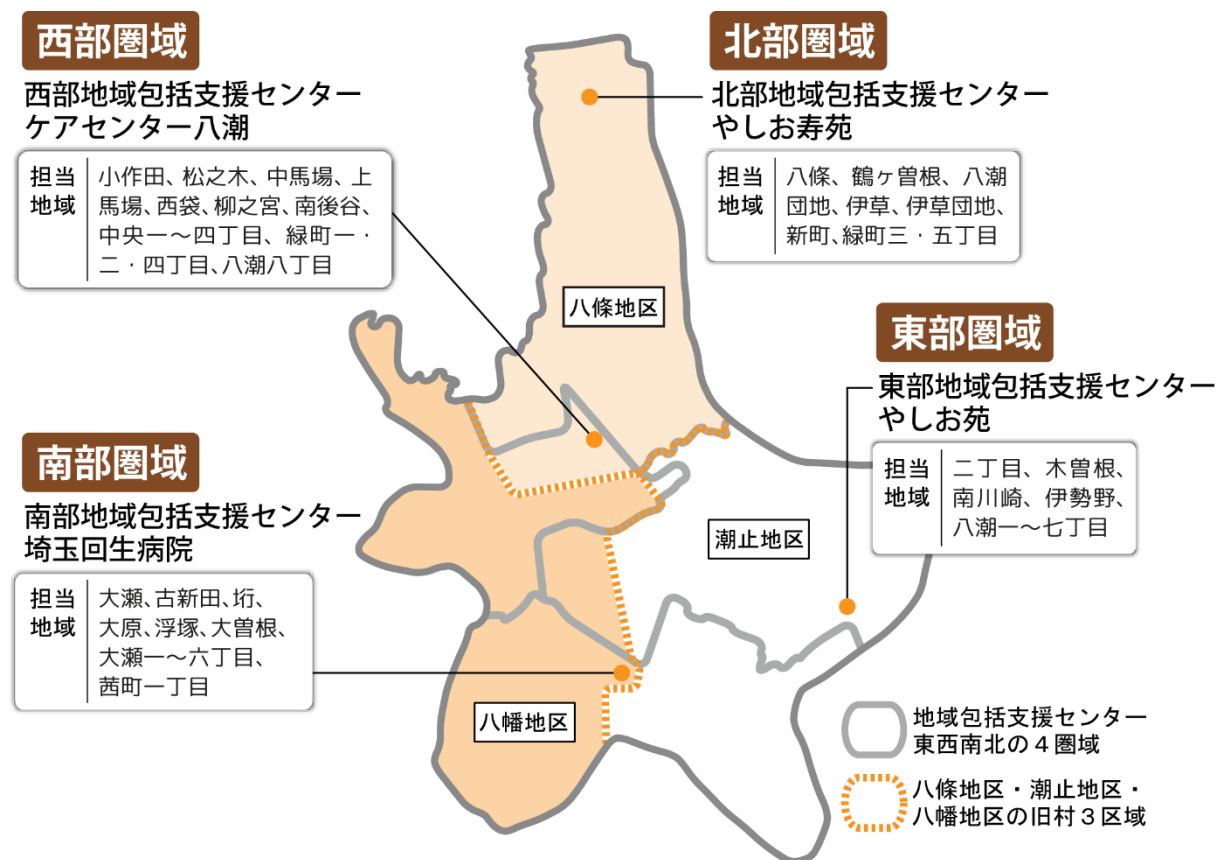 西部圏域
西部地域包括支援センター
ケアセンター八潮
担当
地域
小作田、松之木、中馬場、上
馬場、西袋、柳之宮、南後谷、
中央一～四丁目、緑町一・
二・四丁目、八潮八丁目
北部圏域
北部地域包括支援センター
やしお寿苑
担当
地域
八條、鶴ヶ曽根、八潮
団地、伊草、伊草団地、
新町、緑町三・五丁目
八條地区
東部圏域
東部地域包括支援センター
やしお苑
担当
地域
二丁目、木曽根、
南川崎、伊勢野、
八潮一～七丁目
南部圏域
南部地域包括支援センター
埼玉回生病院
担当
地域
大瀬、古新田、垳、
大原、浮塚、大曽根、
大瀬一～六丁目、
茜町一丁目
潮止地区
八幡地区
地域包括支援センター
東西南北の４圏域
八條地区・潮止地区・
八幡地区の旧村３区域